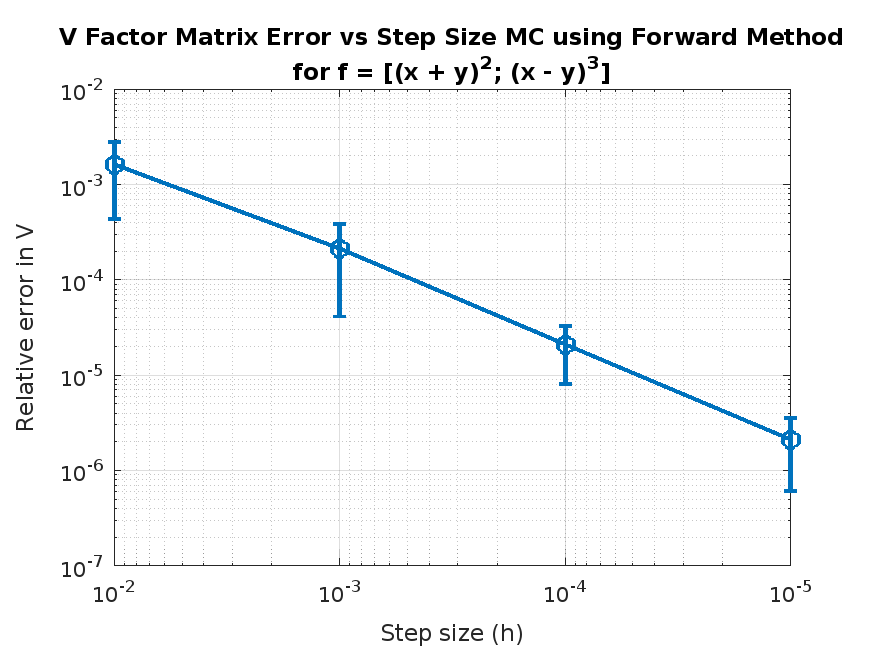 V Factor Matrix Error vs Step Size MC using Forward Method
for f = [(x + y)²; (x - y)³]
10⁻²
10⁻³
10⁻⁴
10⁻⁵
10⁻⁶
10⁻⁷
Relative error in V
10⁻² 10⁻³ 10⁻⁴ 10⁻⁵
Step size (h)